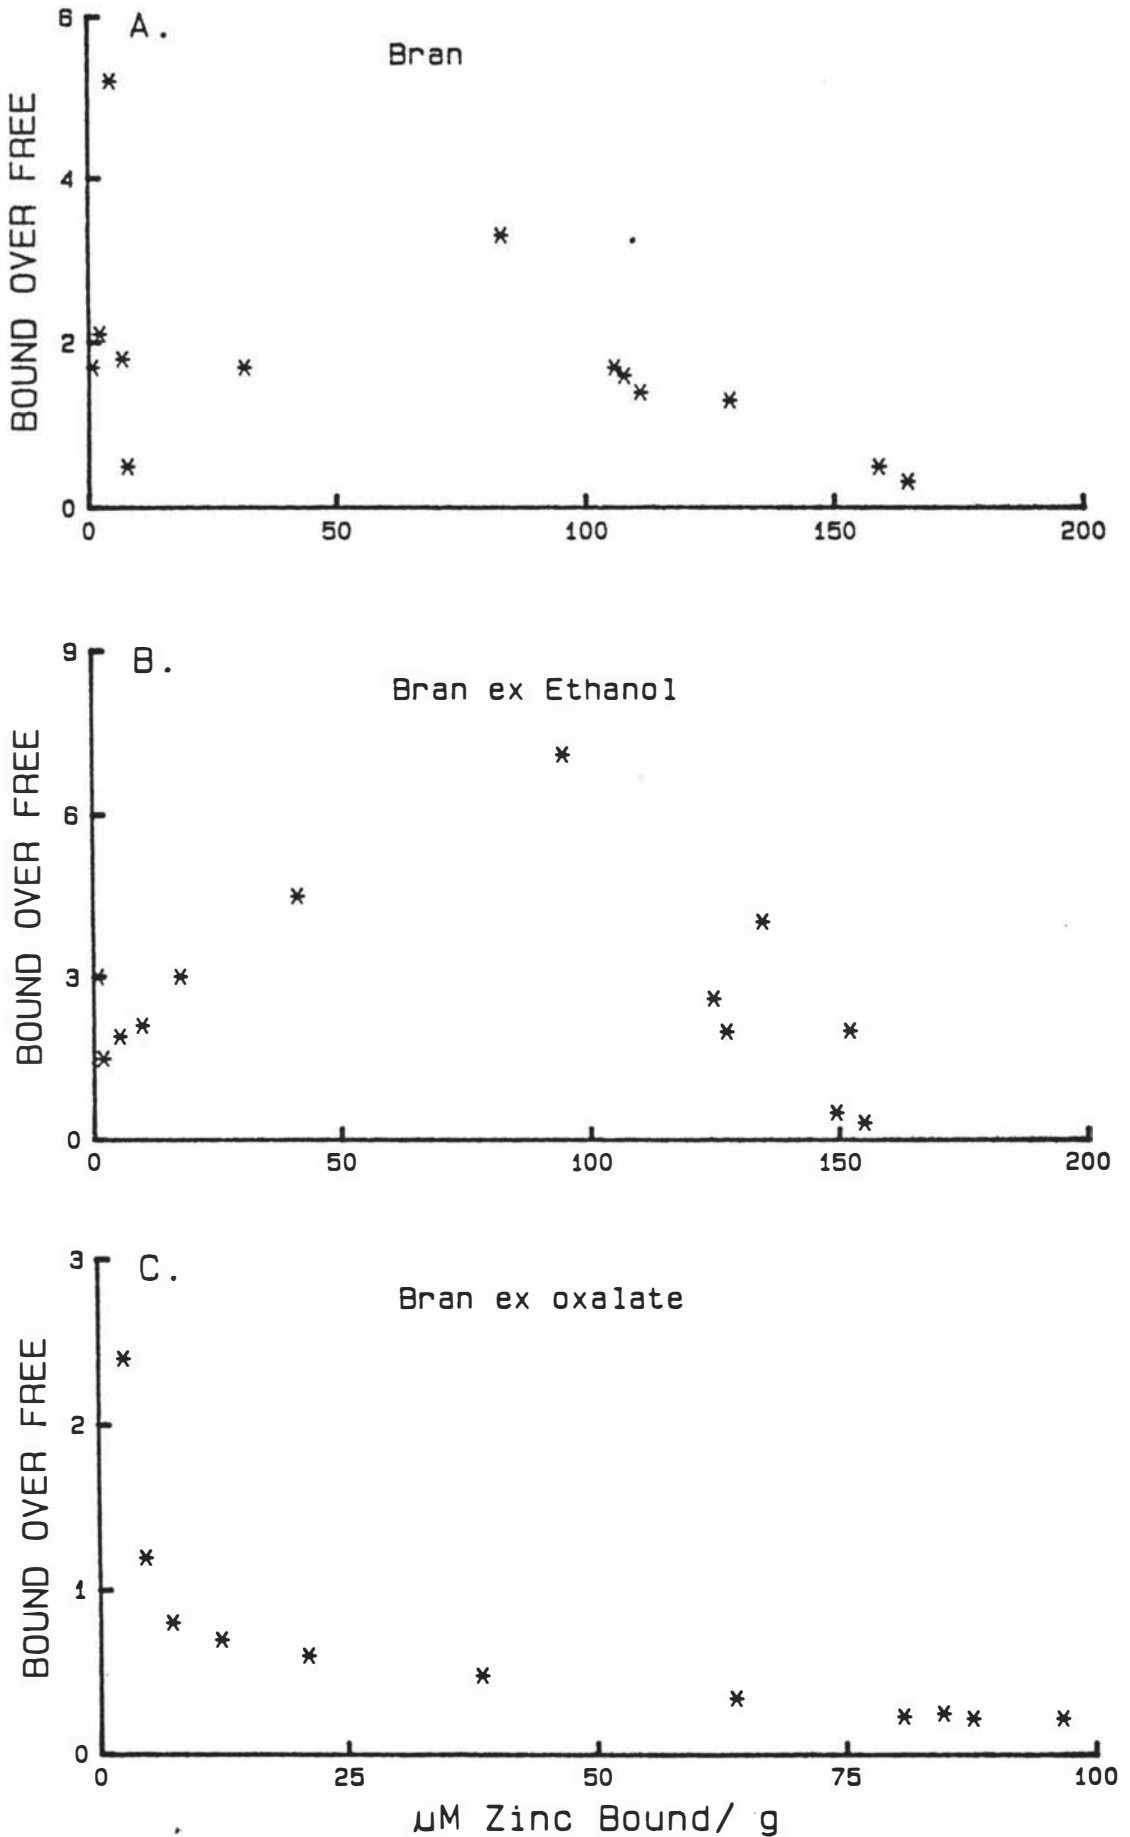 A.
Bran
BOUND OVER FREE
6
4
2
0
0 50 100 150 200
B.
Bran ex Ethanol
BOUND OVER FREE
9
6
3
0
0 50 100 150 200
C.
Bran ex oxalate
BOUND OVER FREE
3
2
1
0
0 25 50 75 100
µM Zinc Bound/ g